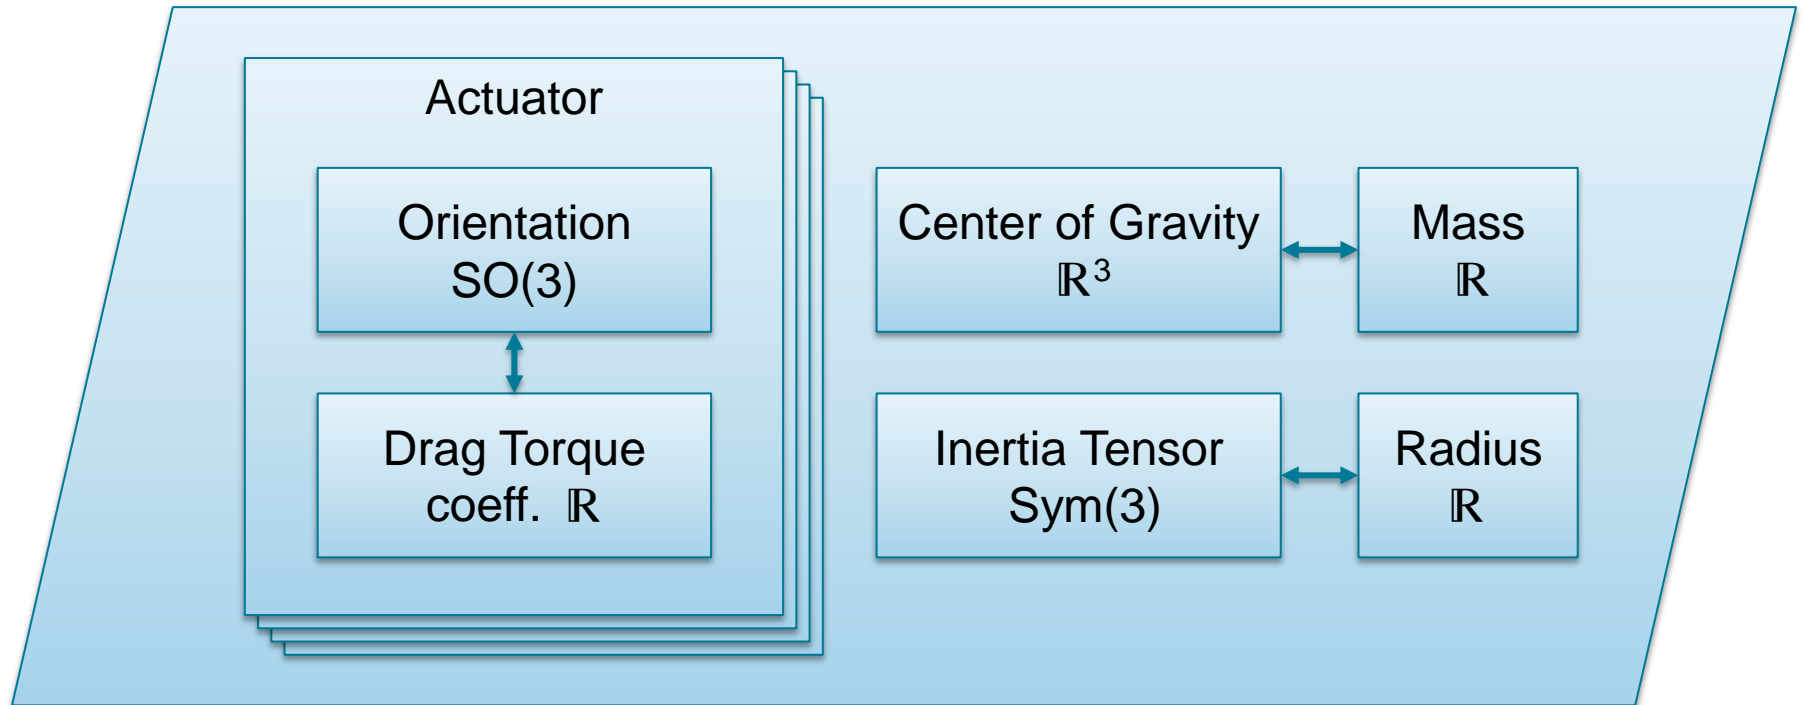 Actuator
Orientation
SO(3)
Drag Torque
coeff. ℝ
Center of Gravity
ℝ³
Mass
ℝ
Inertia Tensor
Sym(3)
Radius
ℝ